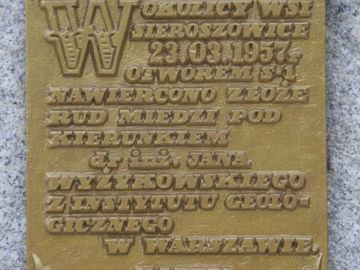 W OKOLICY WSI
SIEROSZOWICE
23.03.1957
OTWOREM S-1
NAWIERCONO ZŁOŻE
RUD MIEDZI POD
KIERUNKIEM
dr inż. JANA
WYŻYKOWSKIEGO
Z INSTYTUTU GEOLO-
GICZNEGO
W WARSZAWIE.